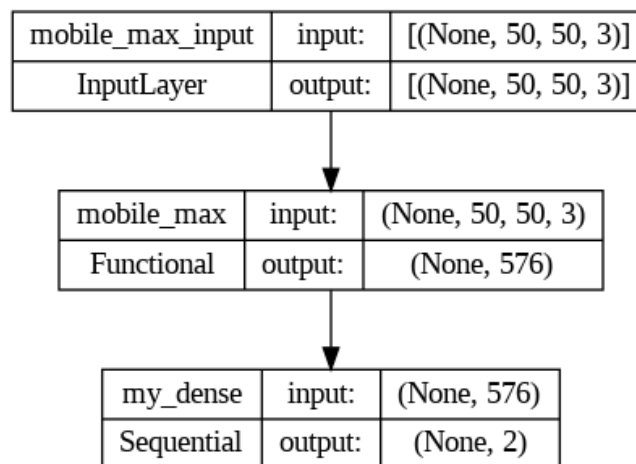 mobile_max_input input: [(None, 50, 50, 3)]
InputLayer output: [(None, 50, 50, 3)]
mobile_max input: (None, 50, 50, 3)
Functional output: (None, 576)
my_dense input: (None, 576)
Sequential output: (None, 2)